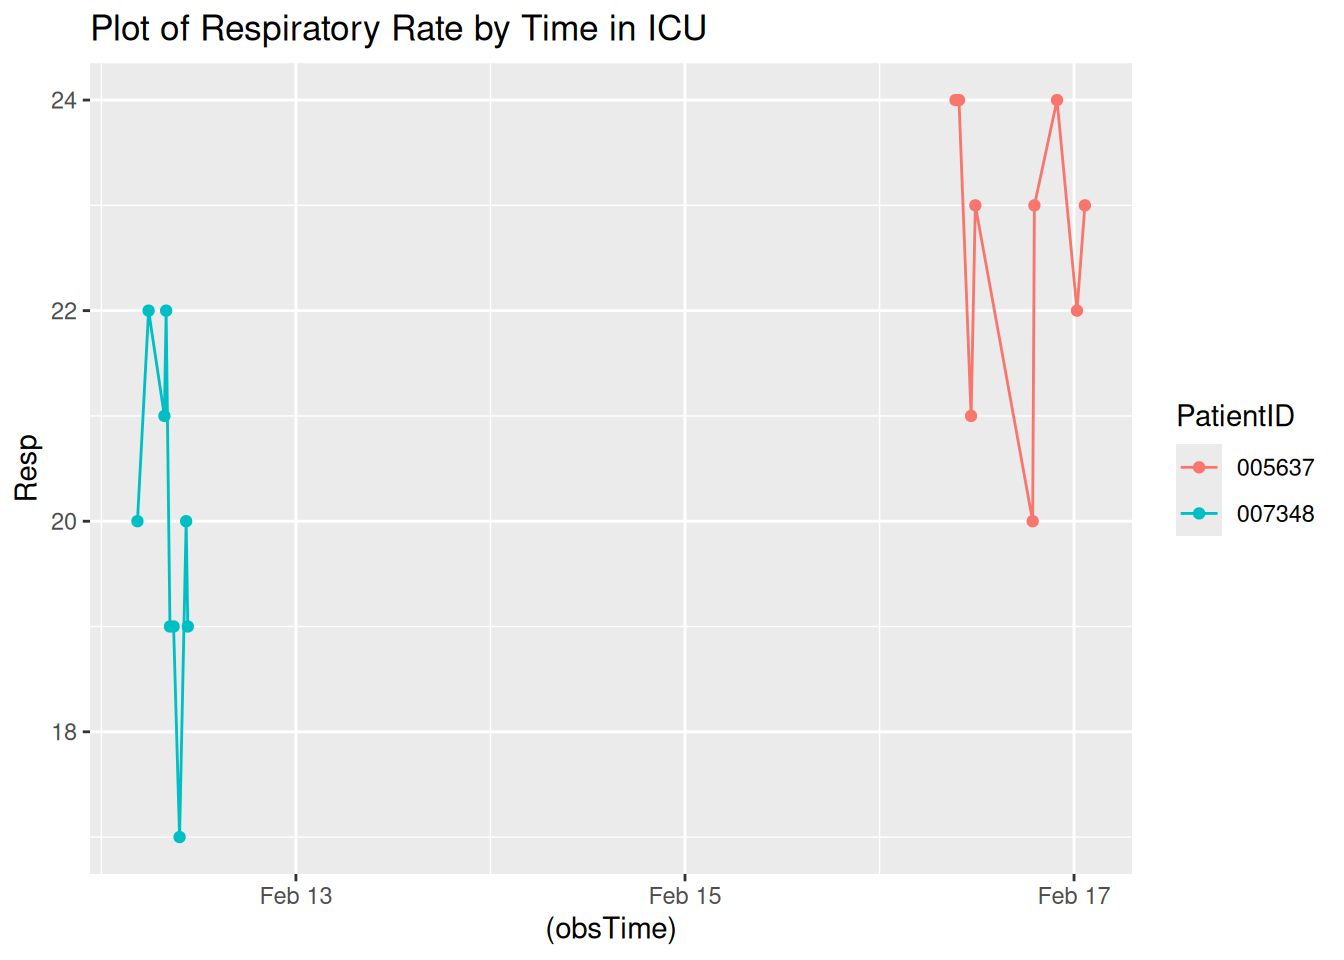 Plot of Respiratory Rate by Time in ICU
24
22
20
18
Resp
Feb 13
Feb 15
Feb 17
(obsTime)
PatientID
005637
007348